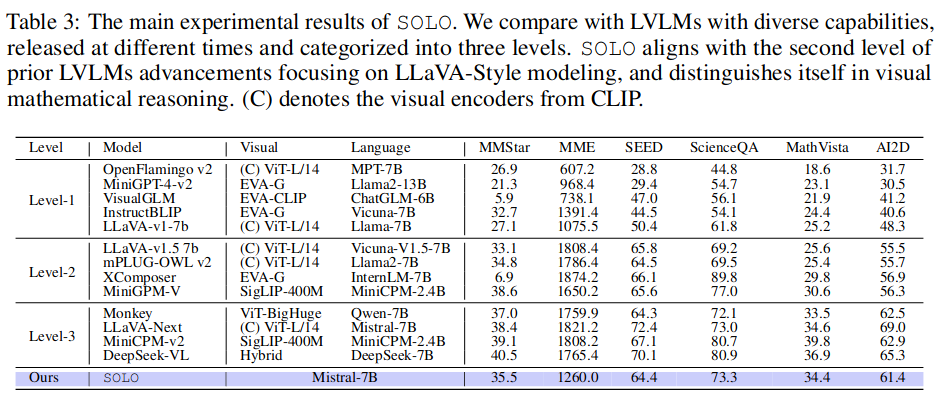 Table 3: The main experimental results of SOLO. We compare with LVLMs with diverse capabilities,
released at different times and categorized into three levels. SOLO aligns with the second level of
prior LVLMs advancements focusing on LLaVA-Style modeling, and distinguishes itself in visual
mathematical reasoning. (C) denotes the visual encoders from CLIP.
Level | Model | Visual Language | MMStar MME SEED ScienceQA MathVista AI2D
OpenFlamingo v2 (C) ViT-L/14 MPT-7B 26.9 607.2 28.8 44.8 18.6 31.7
MiniGPT-4-v2 EVA-G Llama2-13B 21.3 968.4 29.4 54.7 23.1 30.5
Level-1 VisualGLM EVA-CLIP ChatGLM-6B 5.9 738.1 47.0 56.1 21.9 41.2
InstructBLIP EVA-G Vicuna-7B 32.7 1391.4 44.5 54.1 24.4 40.6
LLaVA-v1-7b (C) ViT-L/14 Llama-7B 27.1 1075.5 50.4 61.8 25.2 48.3
LLaVA-v1.5 7b (C) ViT-L/14 Vicuna-V1.5-7B 33.1 1808.4 65.8 69.2 25.6 55.5
mPLUG-OWL v2 (C) ViT-L/14 Llama2-7B 34.8 1786.4 64.5 69.5 25.4 55.7
Level-2 XComposer EVA-G InternLM-7B 6.9 1874.2 66.1 89.8 29.8 56.9
MiniGPM-V SigLIP-400M MiniCPM-2.4B 38.6 1650.2 65.6 77.0 30.6 56.3
Monkey ViT-BigHuge Qwen-7B 37.0 1759.9 64.3 72.1 33.5 62.5
LLaVA-Next (C) ViT-L/14 Mistral-7B 38.4 1821.2 72.4 73.0 34.6 69.0
Level-3 MiniCPM-v2 SigLIP-400M MiniCPM-2.4B 39.1 1808.2 67.1 80.7 39.8 62.9
DeepSeek-VL Hybrid DeepSeek-7B 40.5 1765.4 70.1 80.9 36.9 65.3
Ours | SOLO | Mistral-7B | 35.5 1260.0 64.4 73.3 34.4 61.4